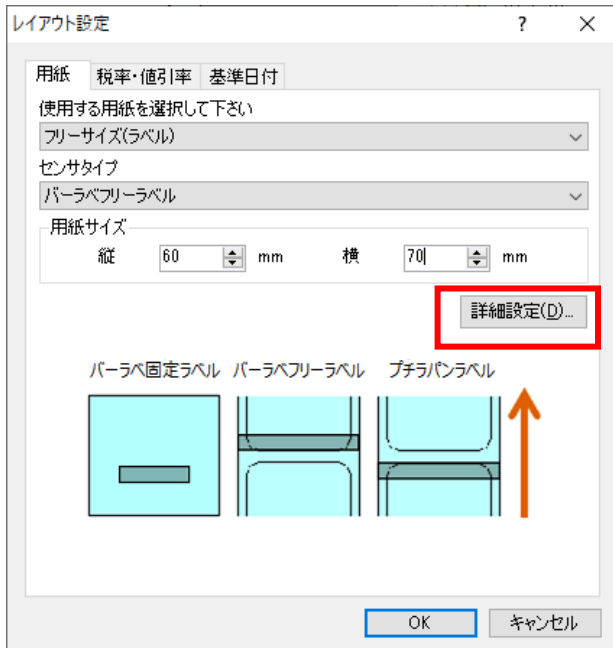 レイアウト設定 ? ×
用紙 税率・値引率 基準日付
使用する用紙を選択して下さい
フリーサイズ(ラベル)
センサタイプ
バーラベフリーラベル
用紙サイズ
縦 60 mm 横 70 mm
詳細設定(D)...
バーラベ固定ラベル バーラベフリーラベル プチラパンラベル
OK キャンセル